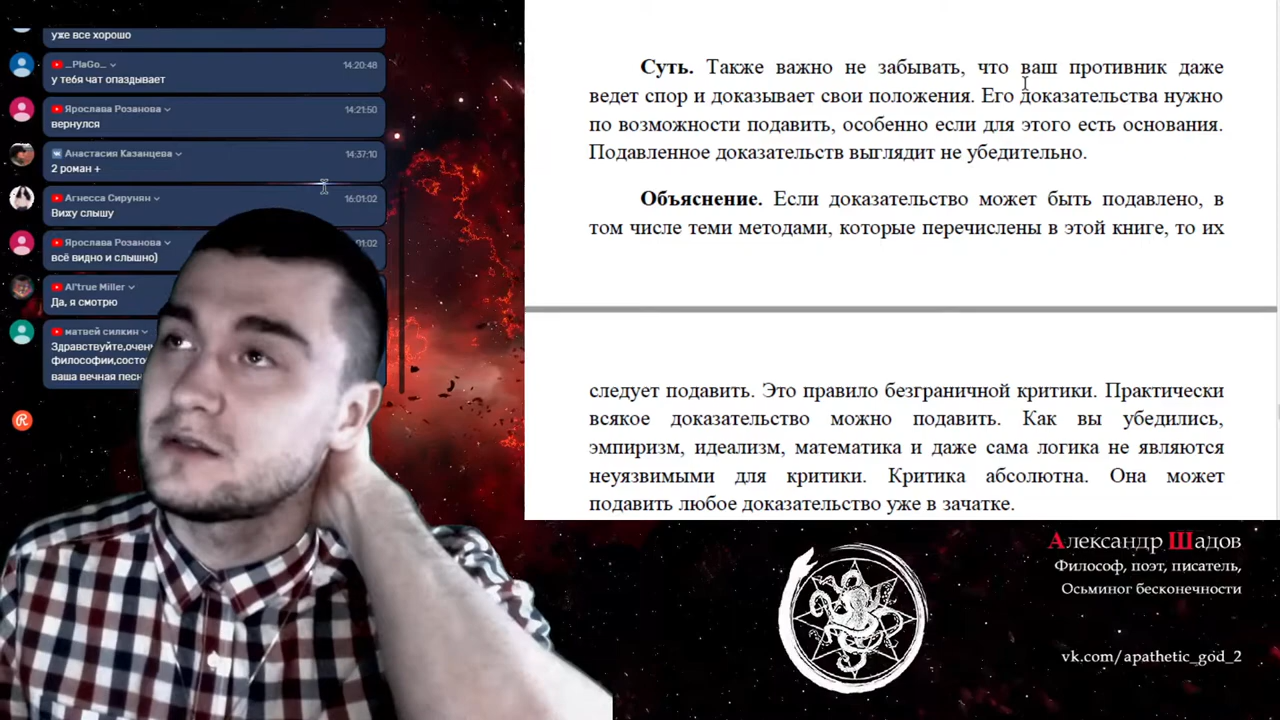 уже все хорошо
_PlaGo_
14:20:48
у тебя чат опаздывает
Ярослава Розанова
14:21:50
вернулся
Анастасия Казанцева
14:37:10
2 роман +
Агнесса Сирунян
16:01:02
Вижу слышу
Ярослава Розанова
01:02
всё видно и слышно)
Al'true Miller
Да, я смотрю
матвей силкин
Здравствуйте,очень
философии,состо
ваша вечная песн
Суть. Также важно не забывать, что ваш противник даже
ведет спор и доказывает свои положения. Его доказательства нужно
по возможности подавить, особенно если для этого есть основания.
Подавленное доказательств выглядит не убедительно.
Объяснение. Если доказательство может быть подавлено, в
том числе теми методами, которые перечислены в этой книге, то их
следует подавить. Это правило безграничной критики. Практически
всякое доказательство можно подавить. Как вы убедились,
эмпиризм, идеализм, математика и даже сама логика не являются
неуязвимыми для критики. Критика абсолютна. Она может
подавить любое доказательство уже в зачатке.
Александр Шадов
Философ, поэт, писатель,
Осьминог бесконечности
vk.com/apathetic_god_2